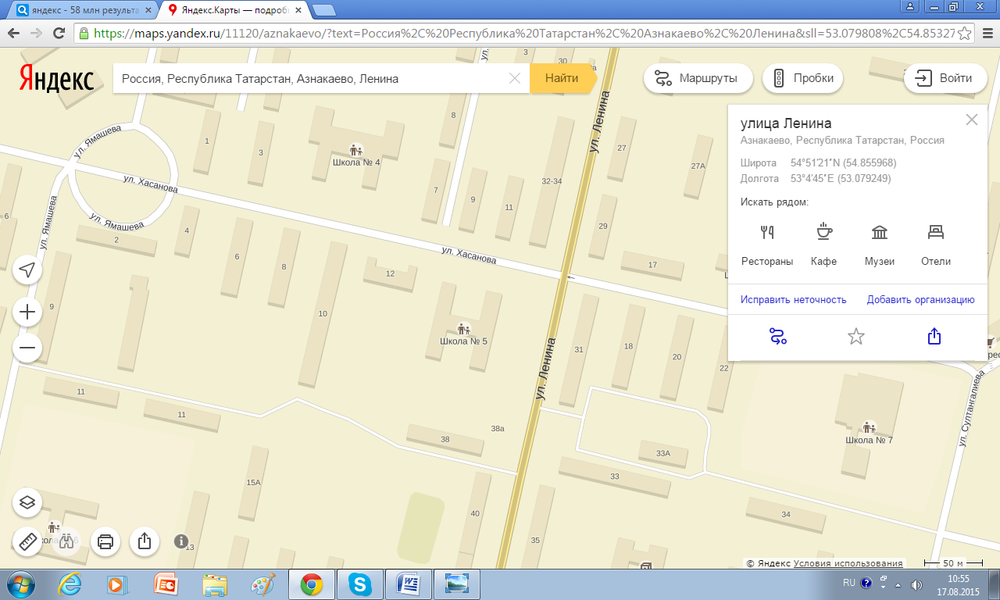 яндекс - 58 млн результа
Яндекс.Карты — подроб
https://maps.yandex.ru/11120/aznakaevo/?text=Россия%2C%20Республика%20Татарстан%2C%20Азнакаево%2C%20Ленина&sll=53.079808%2C54.85327
Яндекс
Россия, Республика Татарстан, Азнакаево, Ленина
Найти
Маршруты
Пробки
Войти
улица Ленина
Азнакаево, Республика Татарстан, Россия
Широта 54°51'21"N (54.855968)
Долгота 53°4'45"E (53.079249)
Искать рядом:
Рестораны
Кафе
Музеи
Отели
Исправить неточность
Добавить организацию
3
30
ул. Ленина
ул. Ямашева
1
3
Школа № 4
8
27
27А
32-34
ул. Хасанова
7
9
11
29
ул. Ямашева
ул. Ямашева
6
2
4
6
8
ул. Хасанова
12
17
9
10
Школа № 5
ул. Ленина
31
18
20
22
11
11
38
38а
33А
33
Школа № 7
ул. Султангалиева
15А
40
35
34
13
© Яндекс Условия использования
50 м
RU
10:55
17.08.2015